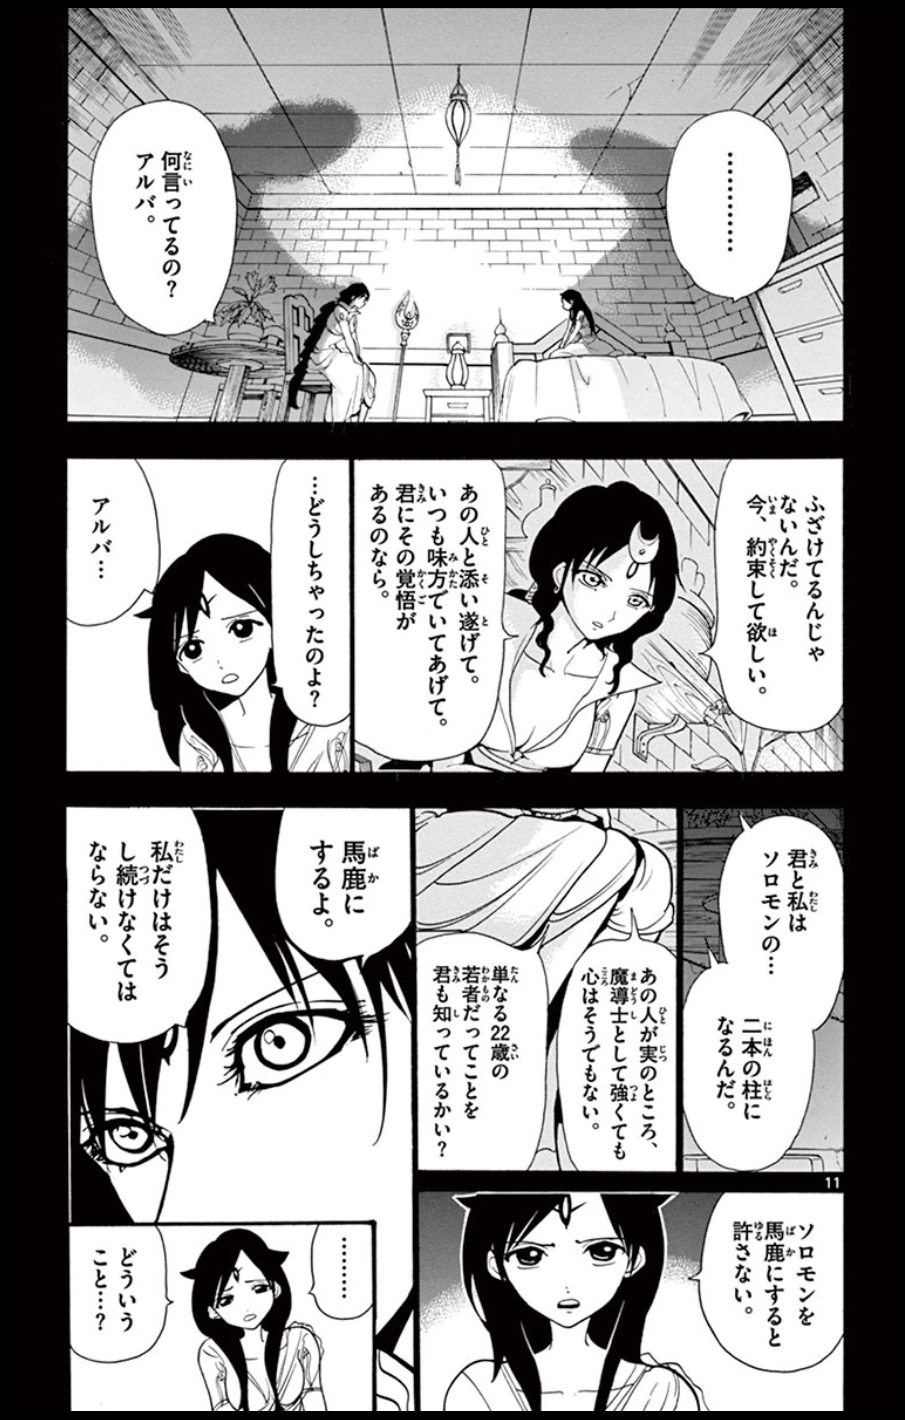 …………
何言ってるの？
アルバ。
ふざけてるんじゃ
ないんだ。
今、約束して欲しい。
あの人と添い遂げて。
いつも味方でいてあげて。
君にその覚悟が
あるのなら。
…どうしちゃったのよ？
アルバ…
君と私は
ソロモンの…
二本の柱に
なるんだ。
あの人が実のところ、
魔導士として強くても
心はそうでもない。
単なる22歳の
若者だってことを
君も知っているかい？
馬鹿に
するよ。
私だけはそう
し続けなくては
ならない。
11
ソロモンを
馬鹿にすると
許さない。
………
どういう
こと…？